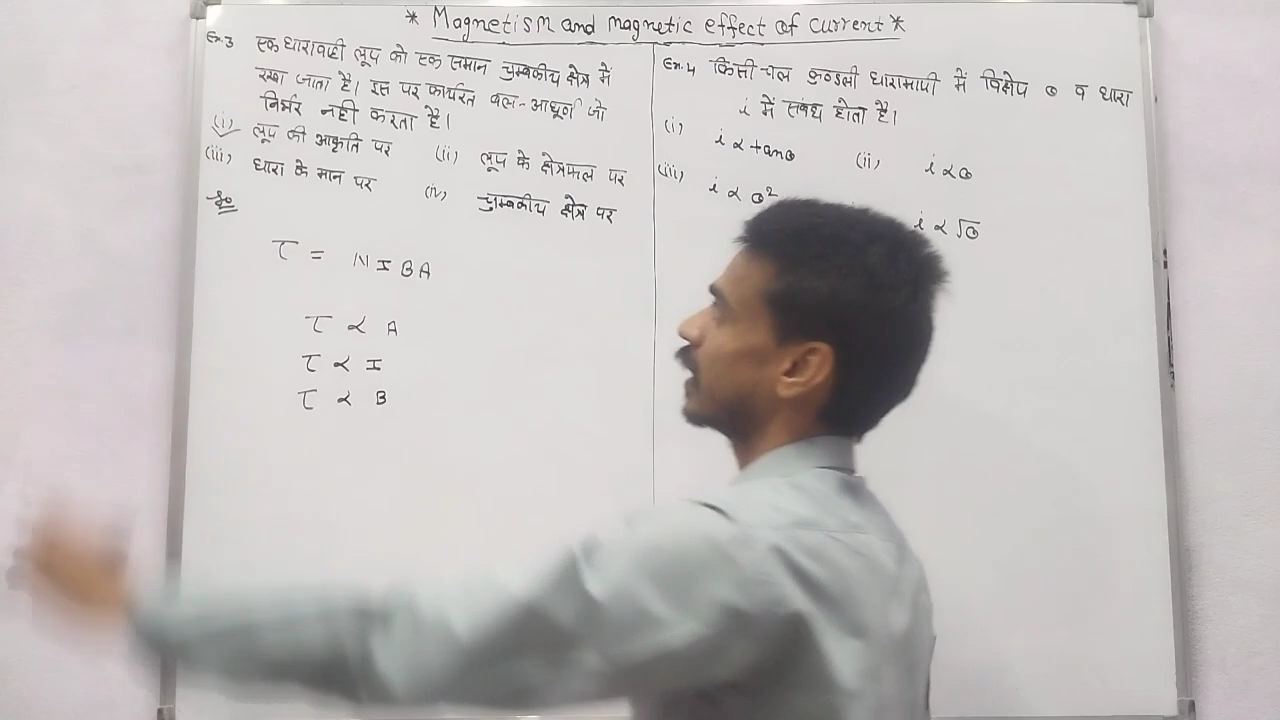 * Magnetism and magnetic effect of current *
Ex.3 एक धारावाही लूप को एक समान चुम्बकीय क्षेत्र में
रखा जाता है। इस पर कार्यरत बल-आघूर्ण जो
निर्भर नही करता है।
(i) लूप की आकृति पर (ii) लूप के क्षेत्रफल पर
(iii) धारा के मान पर (iv) चुम्बकीय क्षेत्र पर
τ = NIBA
τ ∝ A
τ ∝ I
τ ∝ B
Ex.4 किसी चल कुण्डली धारामापी में विक्षेप θ व धारा
i में संबंध होता है।
(i) i ∝ tanθ (ii) i ∝ θ
(iii) i ∝ θ²
i ∝ √θ